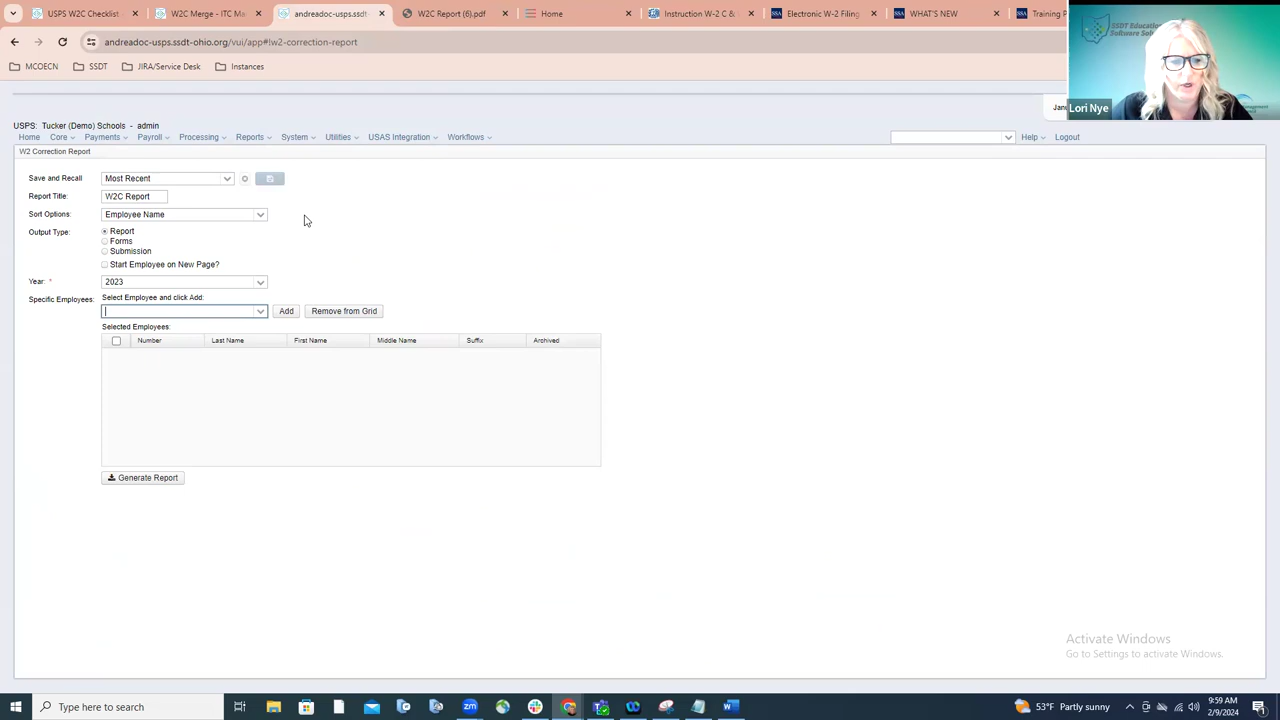 USPS Checklist
W2C Merge - ITC M
andreadoc-uspsssdt
W2C Report (6).pdf
Home
Instruction W-2 C &
Electronic W-2 Filing
WHAT'S NEW
Training P
andreadoc-usps.ssdt-ohio.org/vui/app#!w2-correction-report
MCOECN
SSDT
JIRA/Service Desk
Instances
SSDT Education
Software Sol
Lori Nye
USPS: Tucker (Demo) Schools - admin
Home Core Payments Payroll Processing Reports System Utilities USAS Integration Workflows Help Logout
W2 Correction Report
Save and Recall Most Recent
Report Title: W2C Report
Sort Options: Employee Name
Output Type: Report
Forms
Submission
Start Employee on New Page?
Year: * 2023
Specific Employees: Select Employee and click Add:
Add Remove from Grid
Selected Employees:
Number Last Name First Name Middle Name Suffix Archived
Generate Report
Activate Windows
Go to Settings to activate Windows.
Type here to search
53°F Partly sunny
9:59 AM
2/9/2024